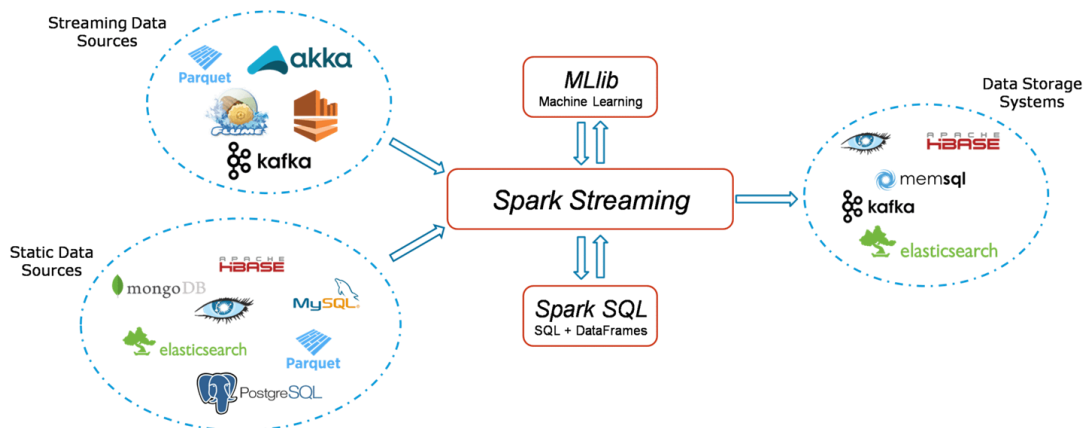 Streaming Data
Sources
Parquet
akka
FLUME
kafka
Static Data
Sources
APACHE
HBASE
mongoDB
MySQL®
elasticsearch
Parquet
PostgreSQL
MLlib
Machine Learning
Spark Streaming
Spark SQL
SQL + DataFrames
Data Storage
Systems
APACHE
HBASE
memsql
kafka
elasticsearch